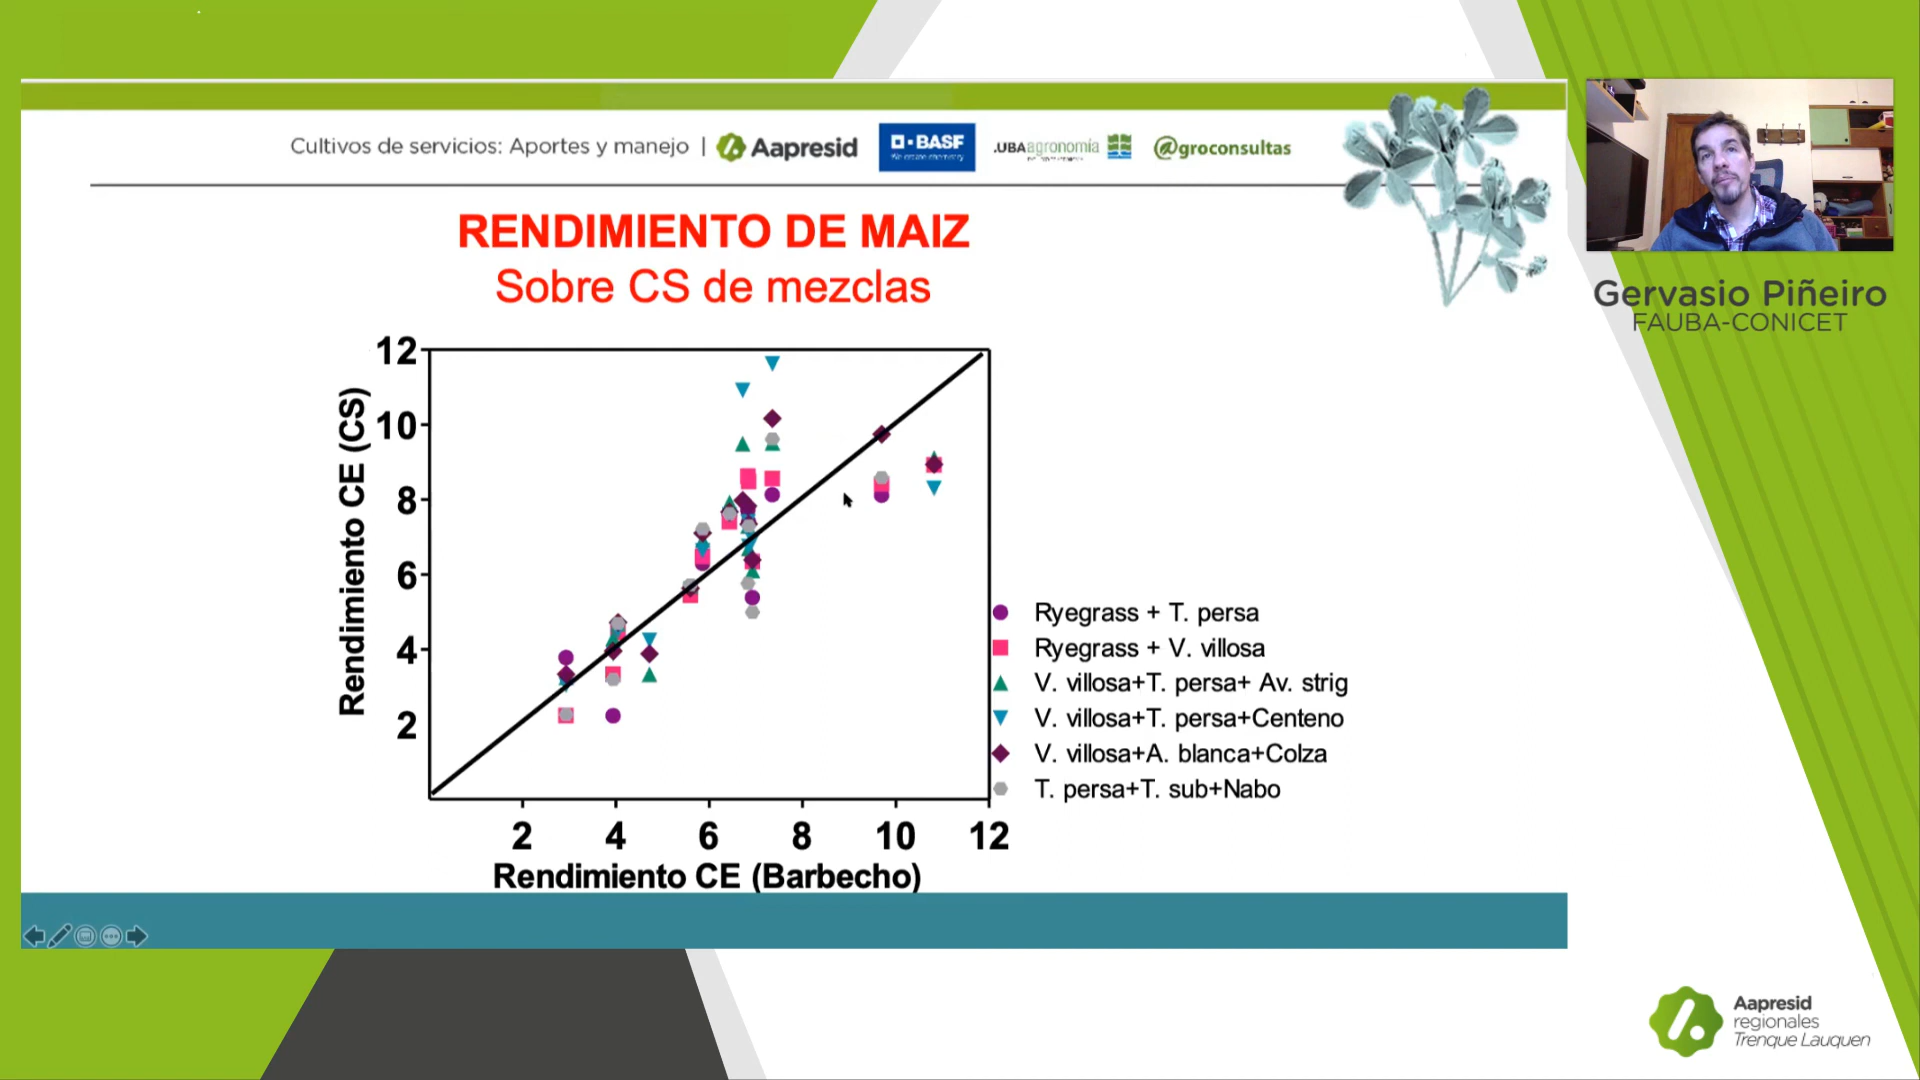 Cultivos de servicios: Aportes y manejo | Aapresid
BASF
We create chemistry
.UBAagronomía
@groconsultas
RENDIMIENTO DE MAIZ
Sobre CS de mezclas
Gervasio Piñeiro
FAUBA-CONICET
Rendimiento CE (CS)
12
10
8
6
4
2
2 4 6 8 10 12
Rendimiento CE (Barbecho)
Ryegrass + T. persa
Ryegrass + V. villosa
V. villosa+T. persa+ Av. strig
V. villosa+T. persa+Centeno
V. villosa+A. blanca+Colza
T. persa+T. sub+Nabo
Aapresid
regionales
Trenque Lauquen